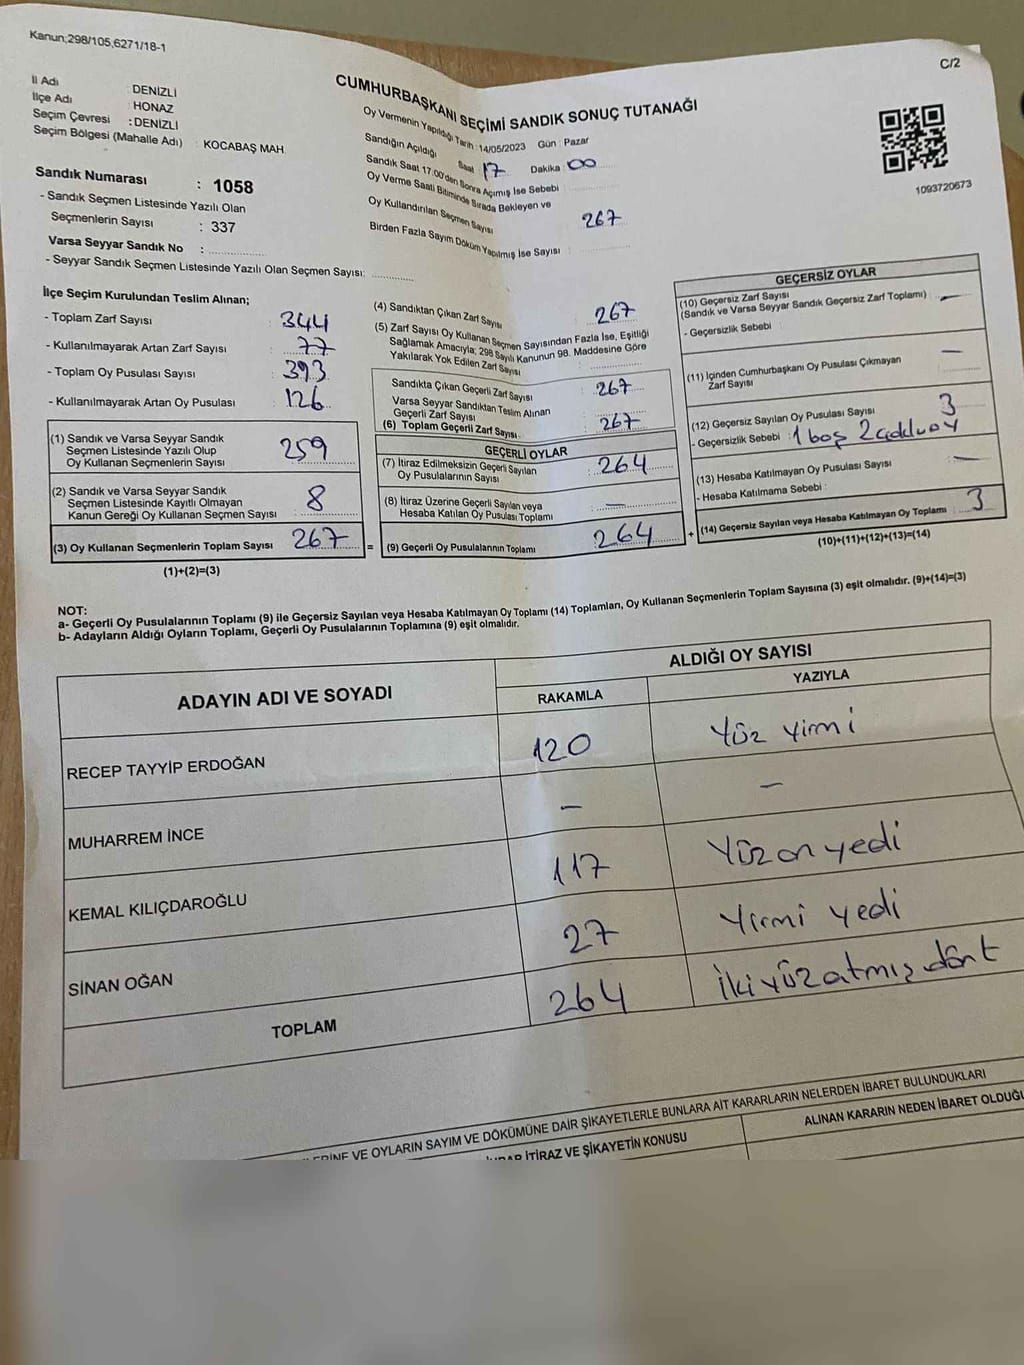 Kanun;298/105,6271/18-1
C/2
İl Adı : DENİZLİ
İlçe Adı : HONAZ
Seçim Çevresi : DENİZLİ
Seçim Bölgesi (Mahalle Adı) : KOCABAŞ MAH.
Sandık Numarası : 1058
- Sandık Seçmen Listesinde Yazılı Olan
Seçmenlerin Sayısı : 337
Varsa Seyyar Sandık No :
- Seyyar Sandık Seçmen Listesinde Yazılı Olan Seçmen Sayısı:
CUMHURBAŞKANI SEÇİMİ SANDIK SONUÇ TUTANAĞI
Oy Vermenin Yapıldığı Tarih :14/05/2023 Gün : Pazar
Sandığın Açıldığı Saat : 17 Dakika : 00
Sandık Saat 17.00'den Sonra Açımış İse Sebebi :
Oy Verme Saati Bitiminde Sırada Bekleyen ve
Oy Kullandırılan Seçmen Sayısı : 267
Birden Fazla Sayım Döküm Yapılmış İse Sayısı :
1093720673
İlçe Seçim Kurulundan Teslim Alınan;
- Toplam Zarf Sayısı : 344
- Kullanılmayarak Artan Zarf Sayısı : 77
- Toplam Oy Pusulası Sayısı : 393
- Kullanılmayarak Artan Oy Pusulası : 126
(1) Sandık ve Varsa Seyyar Sandık
Seçmen Listesinde Yazılı Olup
Oy Kullanan Seçmenlerin Sayısı : 259
(2) Sandık ve Varsa Seyyar Sandık
Seçmen Listesinde Kayıtlı Olmayan
Kanun Gereği Oy Kullanan Seçmen Sayısı : 8
(3) Oy Kullanan Seçmenlerin Toplam Sayısı 267 =
(1)+(2)=(3)
(4) Sandıktan Çıkan Zarf Sayısı : 267
(5) Zarf Sayısı Oy Kullanan Seçmen Sayısından Fazla İse, Eşitliği
Sağlamak Amacıyla; 298 Sayılı Kanunun 98. Maddesine Göre
Yakılarak Yok Edilen Zarf Sayısı :
Sandıkta Çıkan Geçerli Zarf Sayısı : 267
Varsa Seyyar Sandıktan Teslim Alınan
Geçerli Zarf Sayısı
(6) Toplam Geçerli Zarf Sayısı : 267
GEÇERLİ OYLAR
(7) İtiraz Edilmeksizin Geçerli Sayılan
Oy Pusulalarının Sayısı : 264
(8) İtiraz Üzerine Geçerli Sayılan veya
Hesaba Katılan Oy Pusulası Toplamı : —
(9) Geçerli Oy Pusulalarının Toplamı : 264 +
GEÇERSİZ OYLAR
(10) Geçersiz Zarf Sayısı
(Sandık ve Varsa Seyyar Sandık Geçersiz Zarf Toplamı) : —
- Geçersizlik Sebebi :
(11) İçinden Cumhurbaşkanı Oy Pusulası Çıkmayan
Zarf Sayısı : —
(12) Geçersiz Sayılan Oy Pusulası Sayısı : 3
- Geçersizlik Sebebi : 1 boş 2
(13) Hesaba Katılmayan Oy Pusulası Sayısı : —
- Hesaba Katılmama Sebebi :
(14) Geçersiz Sayılan veya Hesaba Katılmayan Oy Toplamı : 3
(10)+(11)+(12)+(13)=(14)
NOT:
a- Geçerli Oy Pusulalarının Toplamı (9) ile Geçersiz Sayılan veya Hesaba Katılmayan Oy Toplamı (14) Toplamları, Oy Kullanan Seçmenlerin Toplam Sayısına (3) eşit olmalıdır. (9)+(14)=(3)
b- Adayların Aldığı Oyların Toplamı, Geçerli Oy Pusulalarının Toplamına (9) eşit olmalıdır.
ADAYIN ADI VE SOYADI
ALDIĞI OY SAYISI
RAKAMLA YAZIYLA
RECEP TAYYİP ERDOĞAN 120 Yüz Yirmi
MUHARREM İNCE — —
KEMAL KILIÇDAROĞLU 117 Yüz on yedi
SİNAN OĞAN 27 Yirmi yedi
TOPLAM 264 İki yüz atmış dört
VE OYLARIN SAYIM VE DÖKÜMÜNE DAİR ŞİKAYETLERLE BUNLARA AİT KARARLARIN NELERDEN İBARET BULUNDUKLARI
İTİRAZ VE ŞİKAYETİN KONUSU
ALINAN KARARIN NEDEN İBARET OLDUĞU